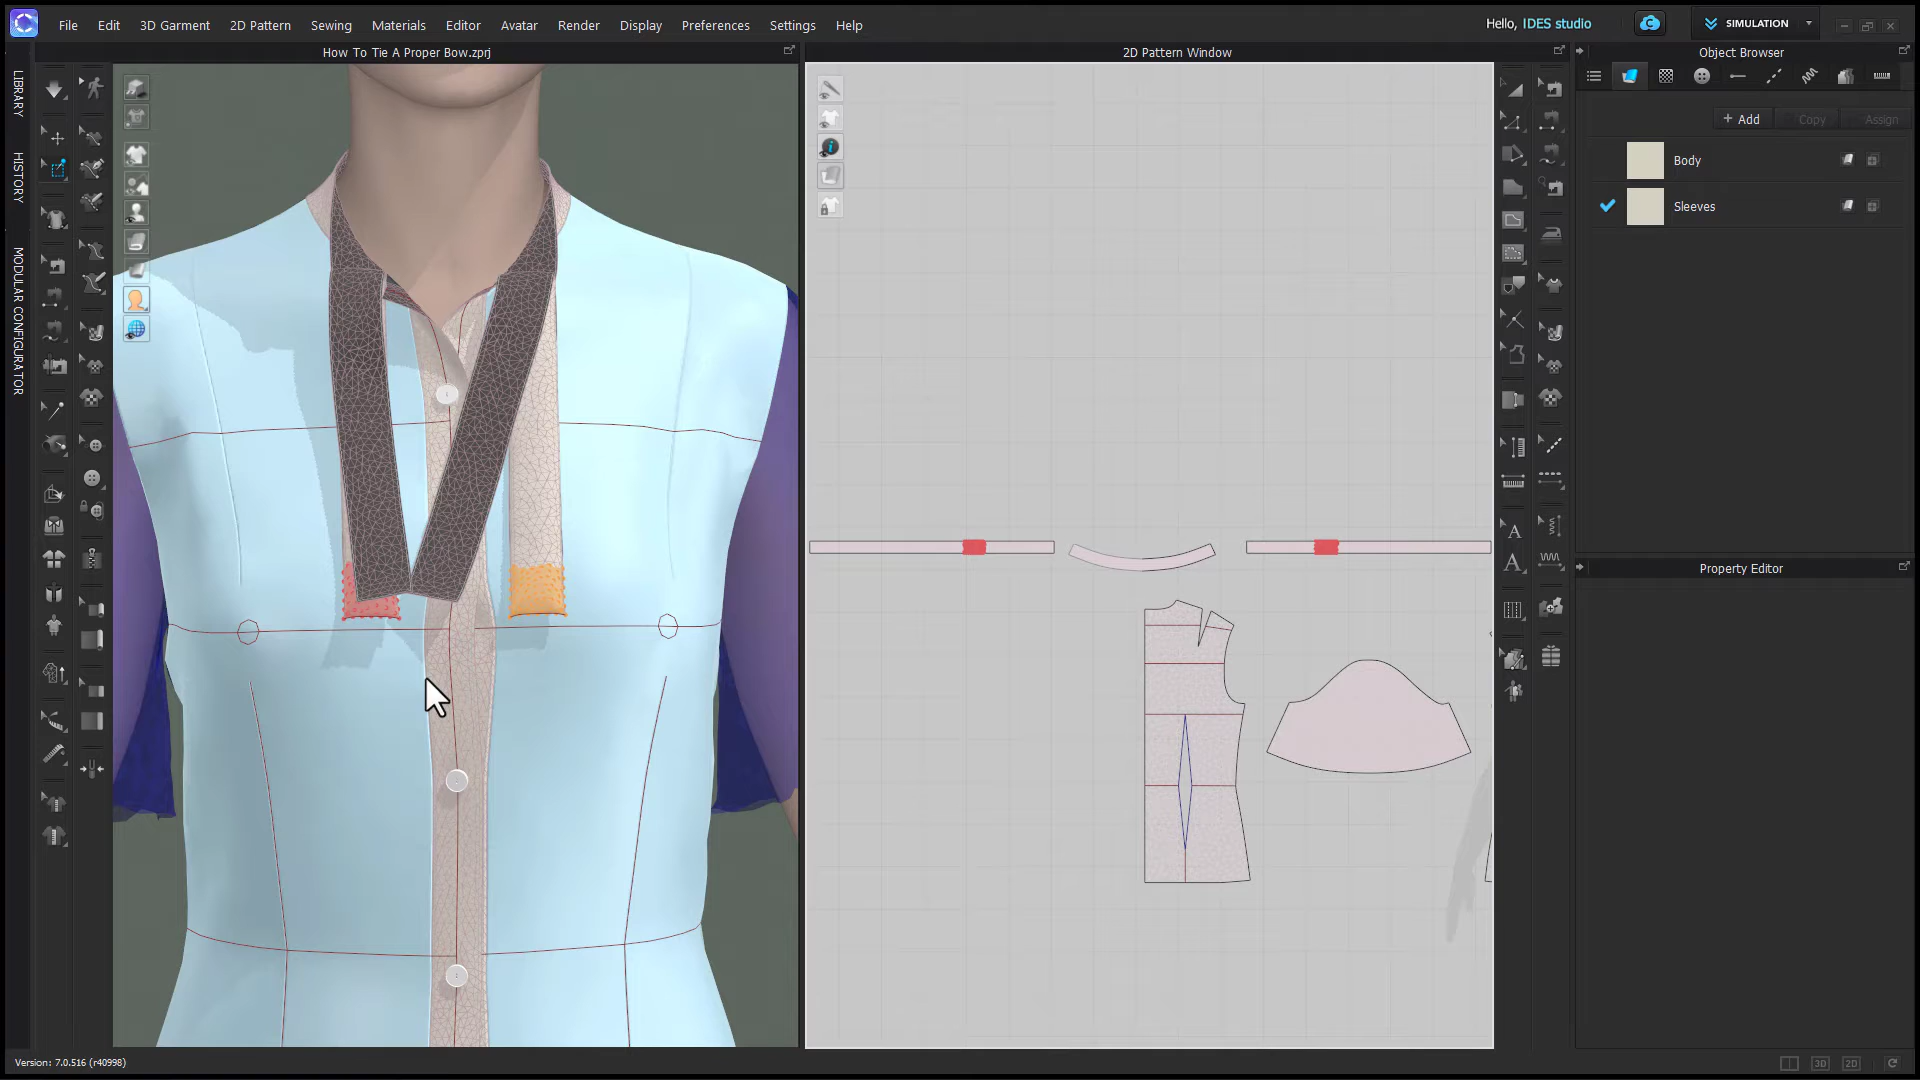 File Edit 3D Garment 2D Pattern Sewing Materials Editor Avatar Render Display Preferences Settings Help
Hello, IDES studio
SIMULATION
How To Tie A Proper Bow.zprj
2D Pattern Window
Object Browser
LIBRARY
HISTORY
MODULAR CONFIGURATOR
+ Add Copy Assign
Body
Sleeves
Property Editor
A
A
Version: 7.0.516 (r40998)
3D 2D